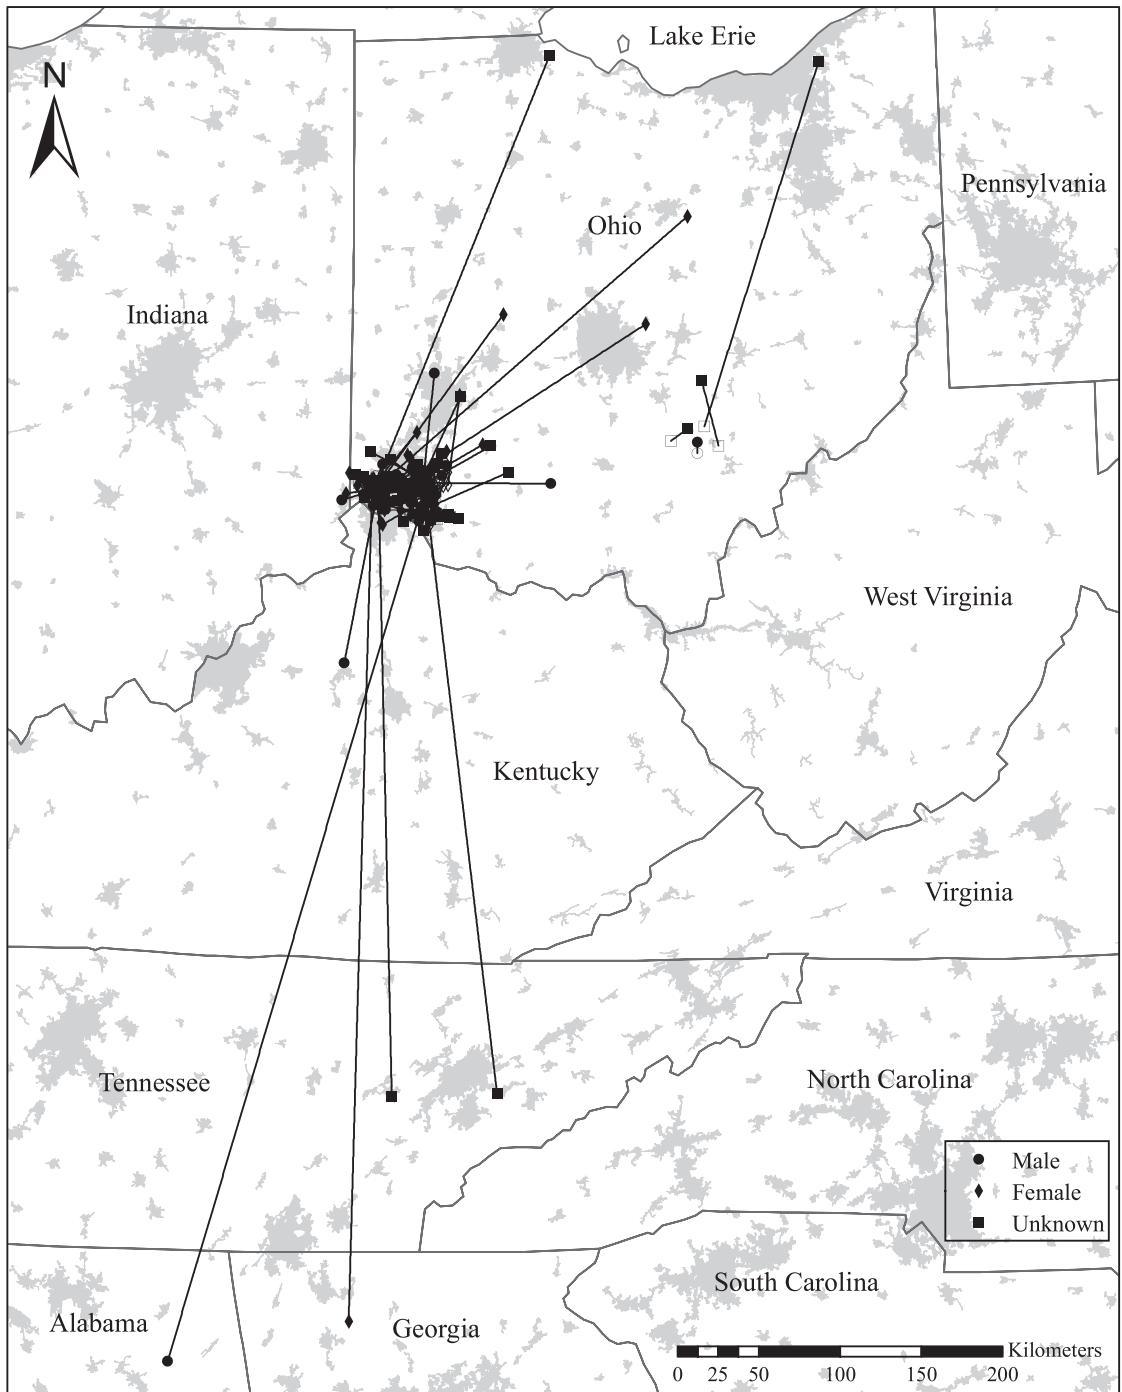 Lake Erie
N
Pennsylvania
Ohio
Indiana
West Virginia
Kentucky
Virginia
Tennessee
North Carolina
Male
Female
Unknown
South Carolina
Alabama
Georgia
Kilometers
0 25 50 100 150 200